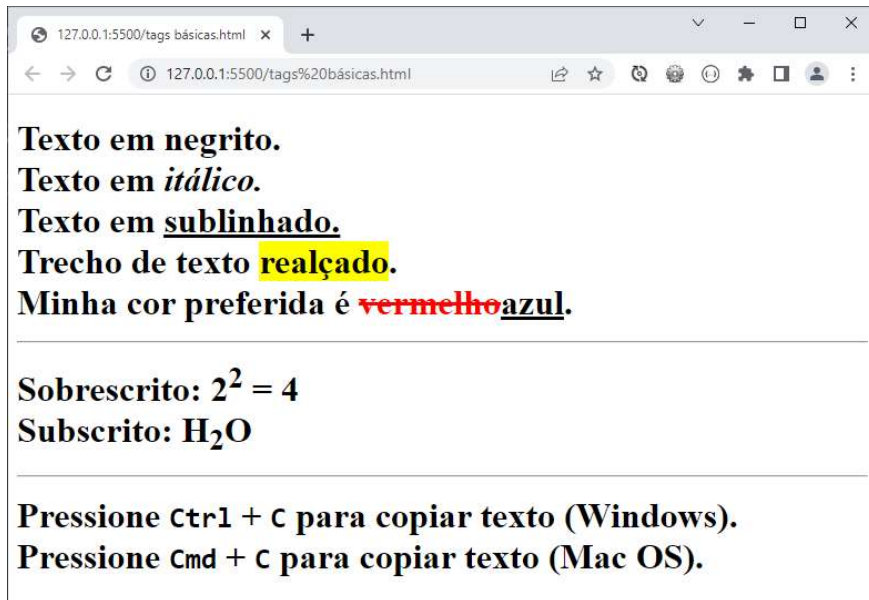 127.0.0.1:5500/tags básicas.html
127.0.0.1:5500/tags%20básicas.html
Texto em negrito.
Texto em itálico.
Texto em sublinhado.
Trecho de texto realçado.
Minha cor preferida é vermelhoazul.
Sobrescrito: 2² = 4
Subscrito: H₂O
Pressione Ctrl + C para copiar texto (Windows).
Pressione Cmd + C para copiar texto (Mac OS).